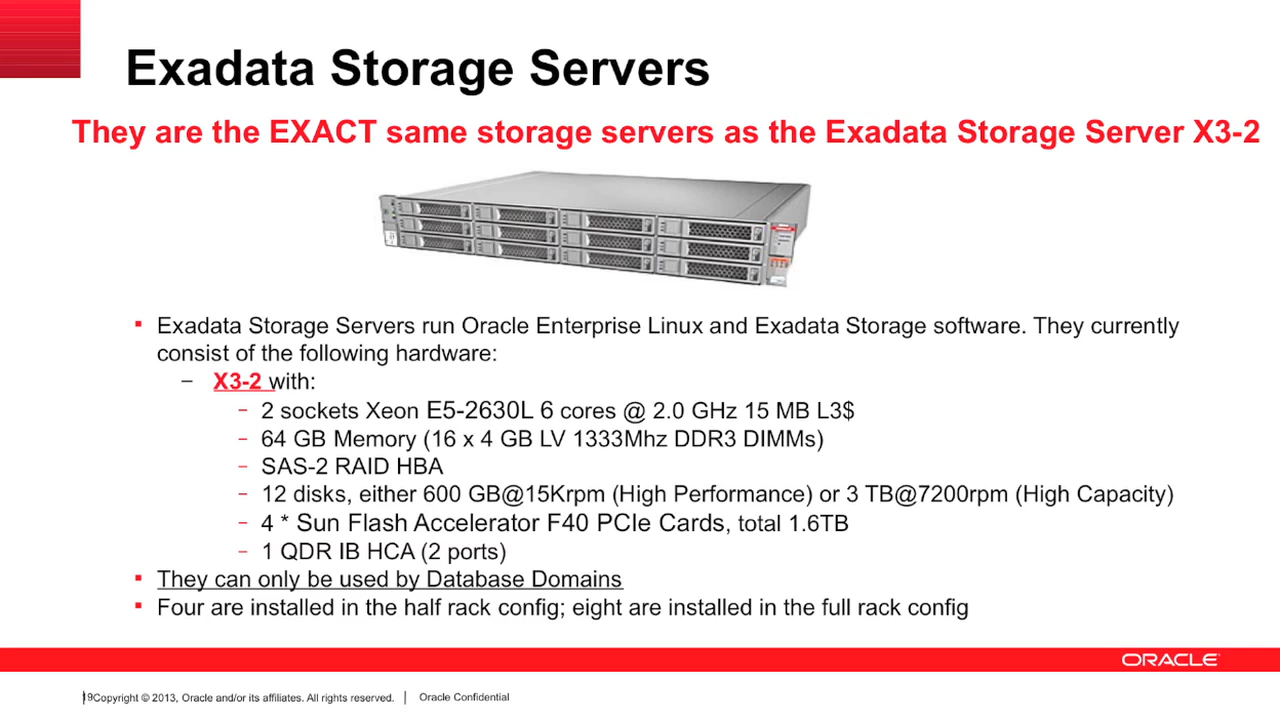 Exadata Storage Servers
They are the EXACT same storage servers as the Exadata Storage Server X3-2
▪ Exadata Storage Servers run Oracle Enterprise Linux and Exadata Storage software. They currently
consist of the following hardware:
– X3-2 with:
– 2 sockets Xeon E5-2630L 6 cores @ 2.0 GHz 15 MB L3$
– 64 GB Memory (16 x 4 GB LV 1333Mhz DDR3 DIMMs)
– SAS-2 RAID HBA
– 12 disks, either 600 GB@15Krpm (High Performance) or 3 TB@7200rpm (High Capacity)
– 4 * Sun Flash Accelerator F40 PCIe Cards, total 1.6TB
– 1 QDR IB HCA (2 ports)
▪ They can only be used by Database Domains
▪ Four are installed in the half rack config; eight are installed in the full rack config
ORACLE
19 Copyright © 2013, Oracle and/or its affiliates. All rights reserved. | Oracle Confidential